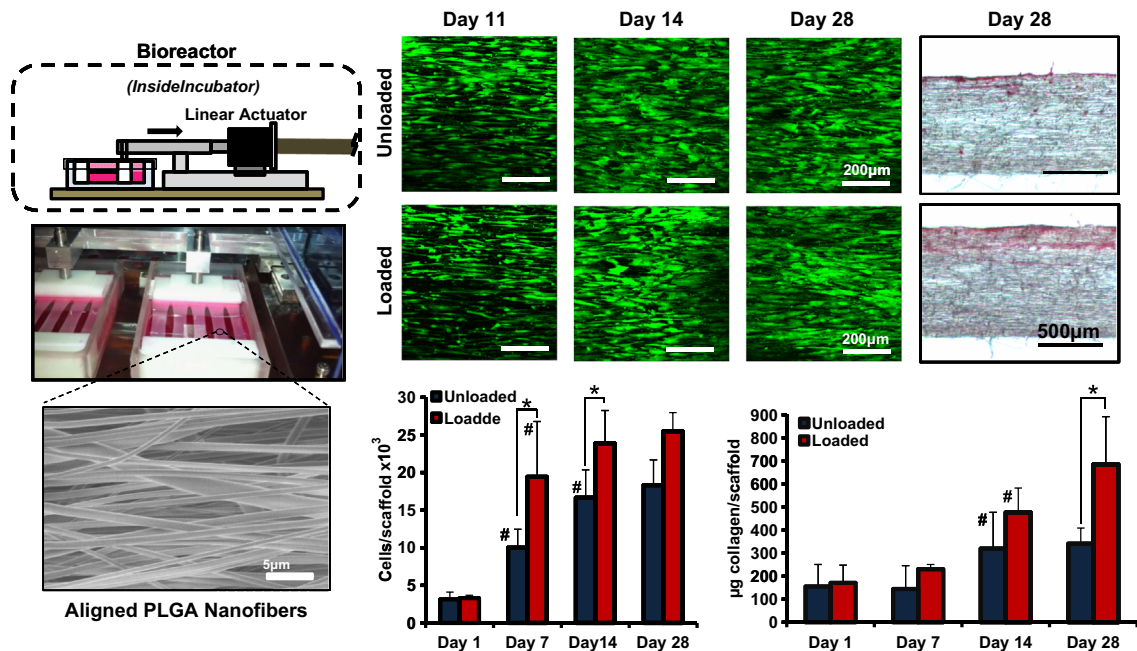 Bioreactor
(InsideIncubator)
Linear Actuator
5µm
Aligned PLGA Nanofibers
Day 11
Day 14
Day 28
Day 28
Unloaded
200µm
Loaded
200µm
500µm
Cells/scaffold x10³
30
25
20
15
10
5
0
Unloaded
Loadde
#
*
#
#
*
Day 1
Day 7
Day14
Day 28
µg collagen/scaffold
900
800
700
600
500
400
300
200
100
0
Unloaded
Loaded
#
#
*
Day 1
Day 7
Day 14
Day 28